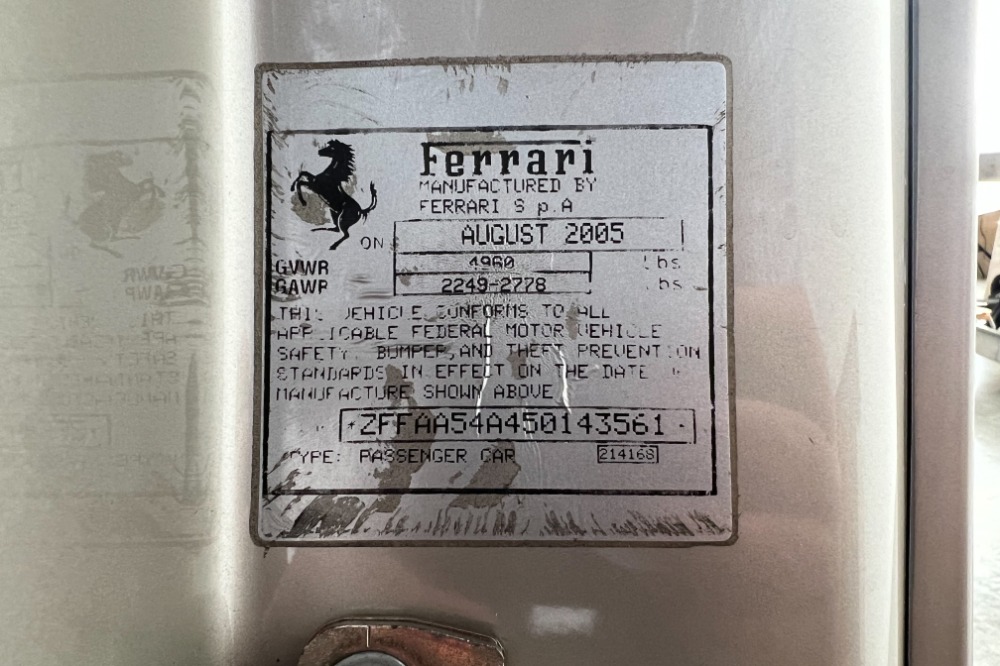 Ferrari
MANUFACTURED BY
FERRARI S p A
ON AUGUST 2005
GVWR 4960 Lbs
GAWR 2249-2778 Lbs
THIS VEHICLE CONFORMS TO ALL
APPLICABLE FEDERAL MOTOR VEHICLE
SAFETY, BUMPER, AND THEFT PREVENTION
STANDARDS IN EFFECT ON THE DATE
MANUFACTURE SHOWN ABOVE
*ZFFAA54A450143561
TYPE: PASSENGER CAR 214168